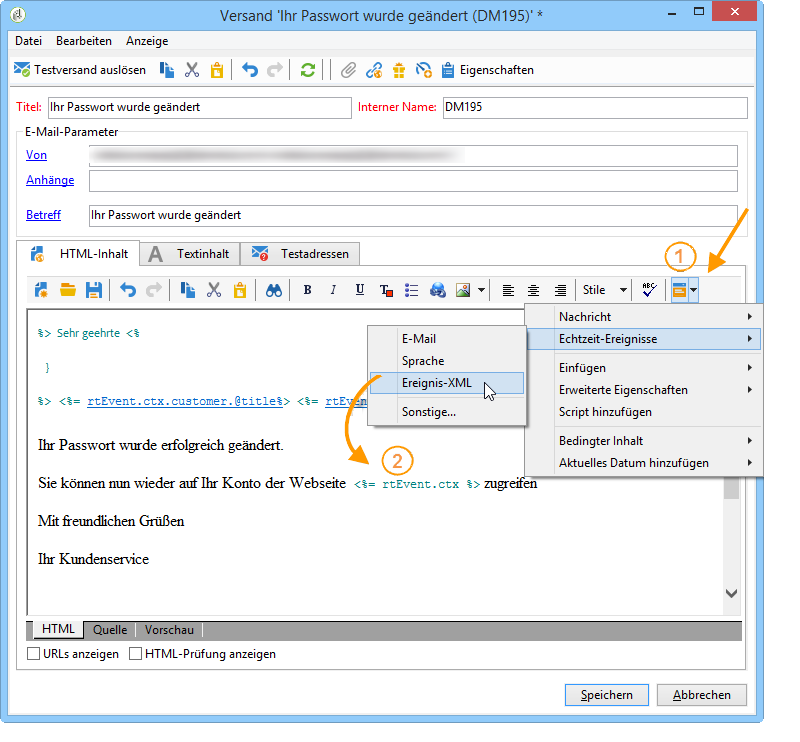 Versand 'Ihr Passwort wurde geändert (DM195)' *
Datei Bearbeiten Anzeige
Testversand auslösen Eigenschaften
Titel: Ihr Passwort wurde geändert Interner Name: DM195
E-Mail-Parameter
Von
Anhänge
Betreff Ihr Passwort wurde geändert
HTML-Inhalt A Textinhalt Testadressen
1
B I U T Stile ABC
Nachricht
Echtzeit-Ereignisse
Einfügen
Erweiterte Eigenschaften
Script hinzufügen
Bedingter Inhalt
Aktuelles Datum hinzufügen
E-Mail
Sprache
Ereignis-XML
Sonstige...
2
%> Sehr geehrte <%
}
%> <%= rtEvent.ctx.customer.@title%> <%= rtEv
Ihr Passwort wurde erfolgreich geändert.
Sie können nun wieder auf Ihr Konto der Webseite <%= rtEvent.ctx %> zugreifen
Mit freundlichen Grüßen
Ihr Kundenservice
HTML Quelle Vorschau
URLs anzeigen HTML-Prüfung anzeigen
Speichern Abbrechen